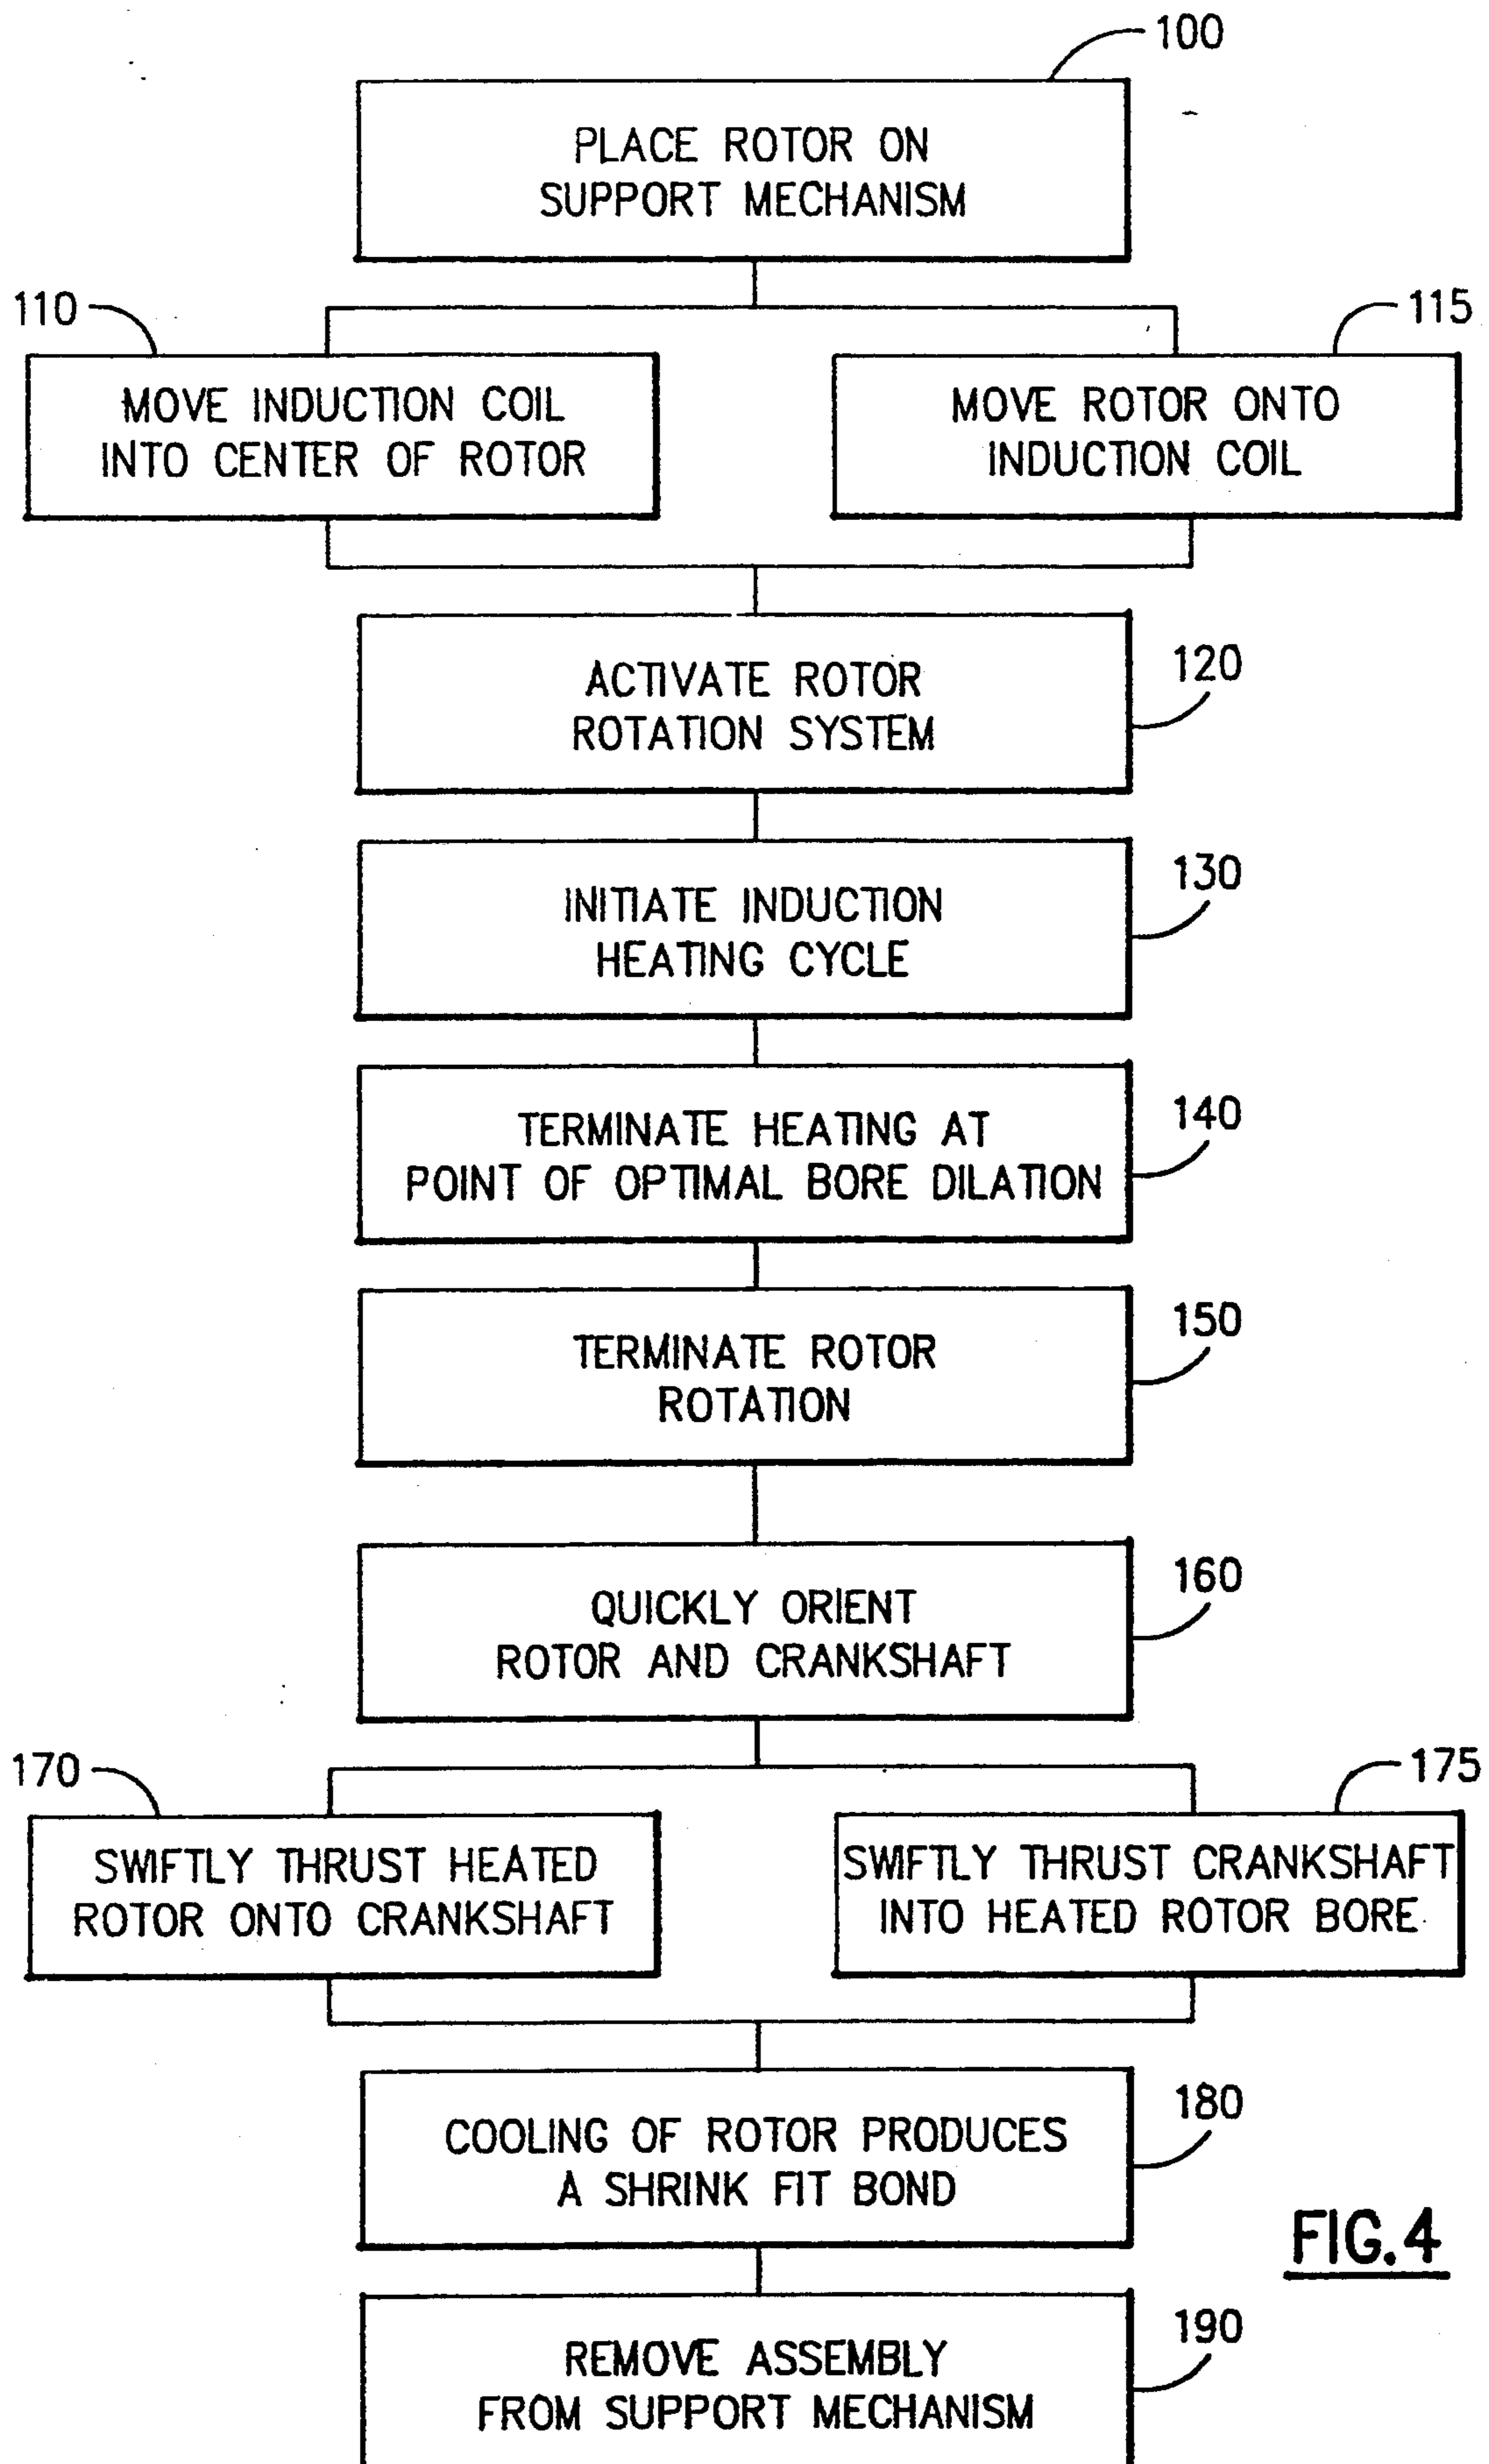 100
PLACE ROTOR ON
SUPPORT MECHANISM
110
MOVE INDUCTION COIL
INTO CENTER OF ROTOR
115
MOVE ROTOR ONTO
INDUCTION COIL
ACTIVATE ROTOR
ROTATION SYSTEM
120
INITIATE INDUCTION
HEATING CYCLE
130
TERMINATE HEATING AT
POINT OF OPTIMAL BORE DILATION
140
TERMINATE ROTOR
ROTATION
150
QUICKLY ORIENT
ROTOR AND CRANKSHAFT
160
170
SWIFTLY THRUST HEATED
ROTOR ONTO CRANKSHAFT
175
SWIFTLY THRUST CRANKSHAFT
INTO HEATED ROTOR BORE
COOLING OF ROTOR PRODUCES
A SHRINK FIT BOND
180
FIG.4
REMOVE ASSEMBLY
FROM SUPPORT MECHANISM
190